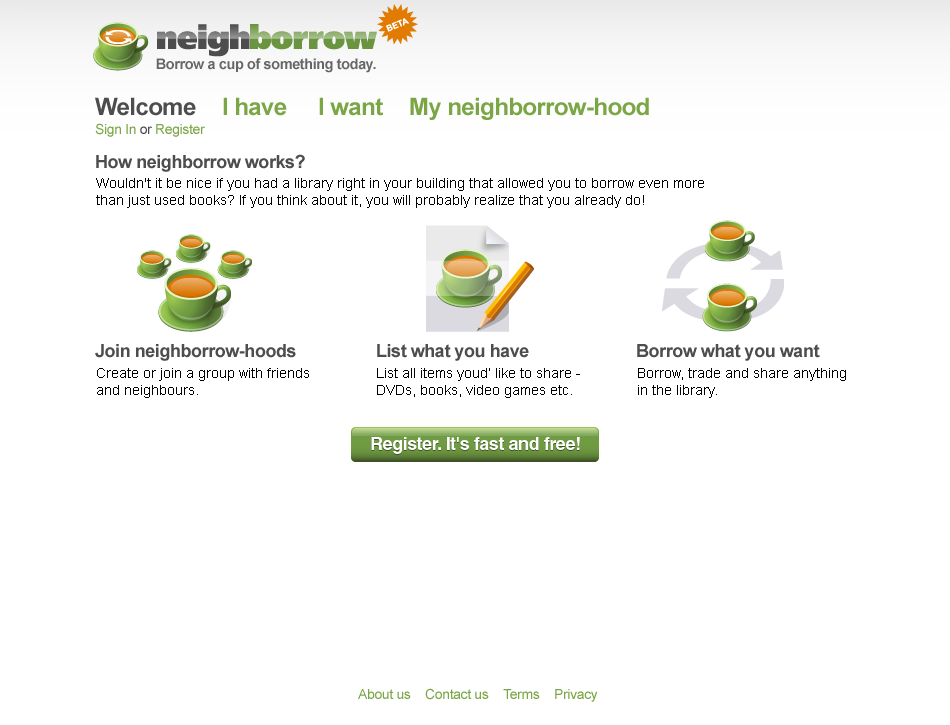 neighborrow BETA
Borrow a cup of something today.
Welcome I have I want My neighborrow-hood
Sign In or Register
How neighborrow works?
Wouldn't it be nice if you had a library right in your building that allowed you to borrow even more
than just used books? If you think about it, you will probably realize that you already do!
Join neighborrow-hoods
Create or join a group with friends
and neighbours.
List what you have
List all items youd' like to share -
DVDs, books, video games etc.
Borrow what you want
Borrow, trade and share anything
in the library.
Register. It's fast and free!
About us Contact us Terms Privacy